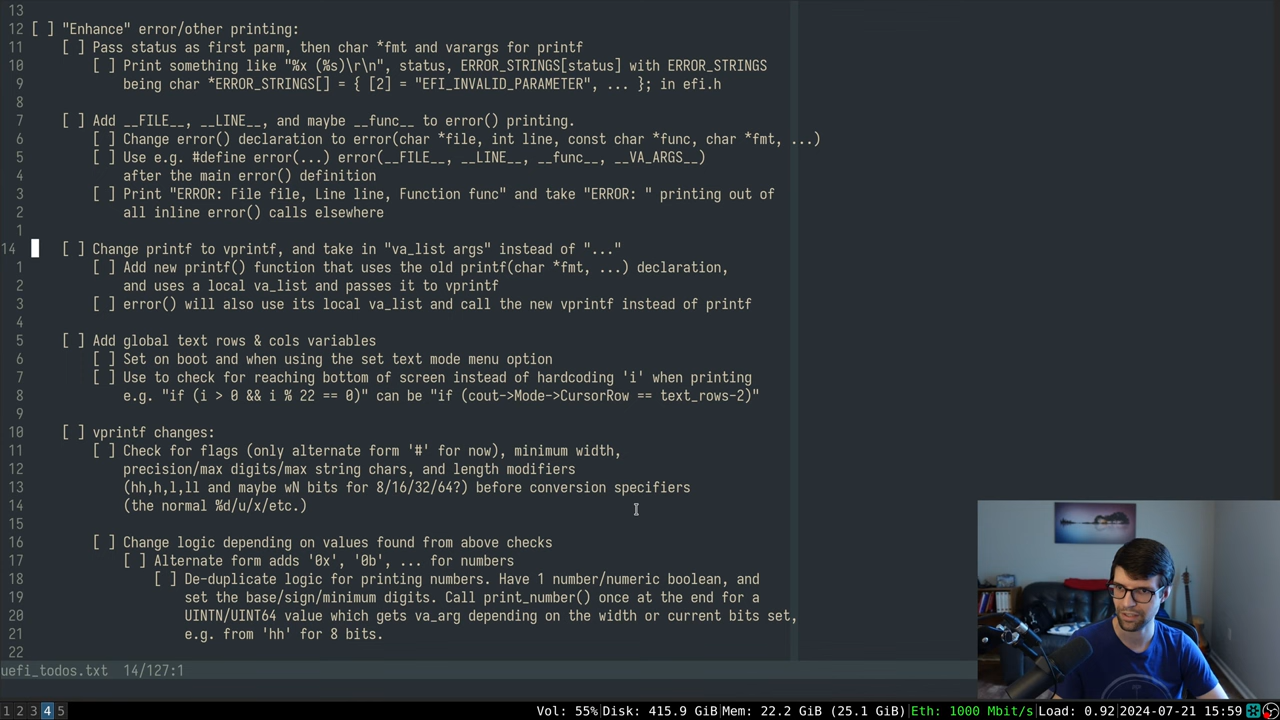 13
12 [ ] "Enhance" error/other printing:
11 [ ] Pass status as first parm, then char *fmt and varargs for printf
10 [ ] Print something like "%x (%s)\r\n", status, ERROR_STRINGS[status] with ERROR_STRINGS
9 being char *ERROR_STRINGS[] = { [2] = "EFI_INVALID_PARAMETER", ... }; in efi.h
8
7 [ ] Add __FILE__, __LINE__, and maybe __func__ to error() printing.
6 [ ] Change error() declaration to error(char *file, int line, const char *func, char *fmt, ...)
5 [ ] Use e.g. #define error(...) error(__FILE__, __LINE__, __func__, __VA_ARGS__)
4 after the main error() definition
3 [ ] Print "ERROR: File file, Line line, Function func" and take "ERROR: " printing out of
2 all inline error() calls elsewhere
1
14 [ ] Change printf to vprintf, and take in "va_list args" instead of "..."
1 [ ] Add new printf() function that uses the old printf(char *fmt, ...) declaration,
2 and uses a local va_list and passes it to vprintf
3 [ ] error() will also use its local va_list and call the new vprintf instead of printf
4
5 [ ] Add global text rows & cols variables
6 [ ] Set on boot and when using the set text mode menu option
7 [ ] Use to check for reaching bottom of screen instead of hardcoding 'i' when printing
8 e.g. "if (i > 0 && i % 22 == 0)" can be "if (cout->Mode->CursorRow == text_rows-2)"
9
10 [ ] vprintf changes:
11 [ ] Check for flags (only alternate form '#' for now), minimum width,
12 precision/max digits/max string chars, and length modifiers
13 (hh,h,l,ll and maybe wN bits for 8/16/32/64?) before conversion specifiers
14 (the normal %d/u/x/etc.)
15
16 [ ] Change logic depending on values found from above checks
17 [ ] Alternate form adds '0x', '0b', ... for numbers
18 [ ] De-duplicate logic for printing numbers. Have 1 number/numeric boolean, and
19 set the base/sign/minimum digits. Call print_number() once at the end for a
20 UINTN/UINT64 value which gets va_arg depending on the width or current bits set,
21 e.g. from 'hh' for 8 bits.
22
uefi_todos.txt 14/127:1
1 2 3 4 5 Vol: 55% Disk: 415.9 GiB Mem: 22.2 GiB (25.1 GiB) Eth: 1000 Mbit/s Load: 0.92 2024-07-21 15:59